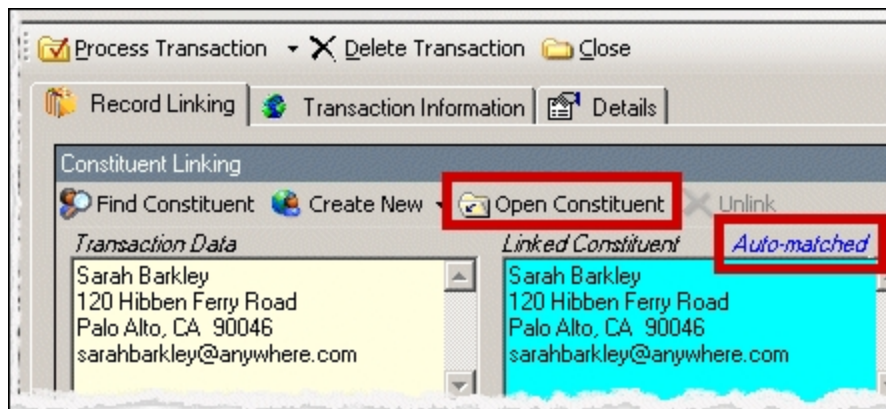 Process Transaction Delete Transaction Close
Record Linking Transaction Information Details
Constituent Linking
Find Constituent Create New Open Constituent Unlink
Transaction Data Linked Constituent Auto-matched
Sarah Barkley
120 Hibben Ferry Road
Palo Alto, CA 90046
sarahbarkley@anywhere.com
Sarah Barkley
120 Hibben Ferry Road
Palo Alto, CA 90046
sarahbarkley@anywhere.com